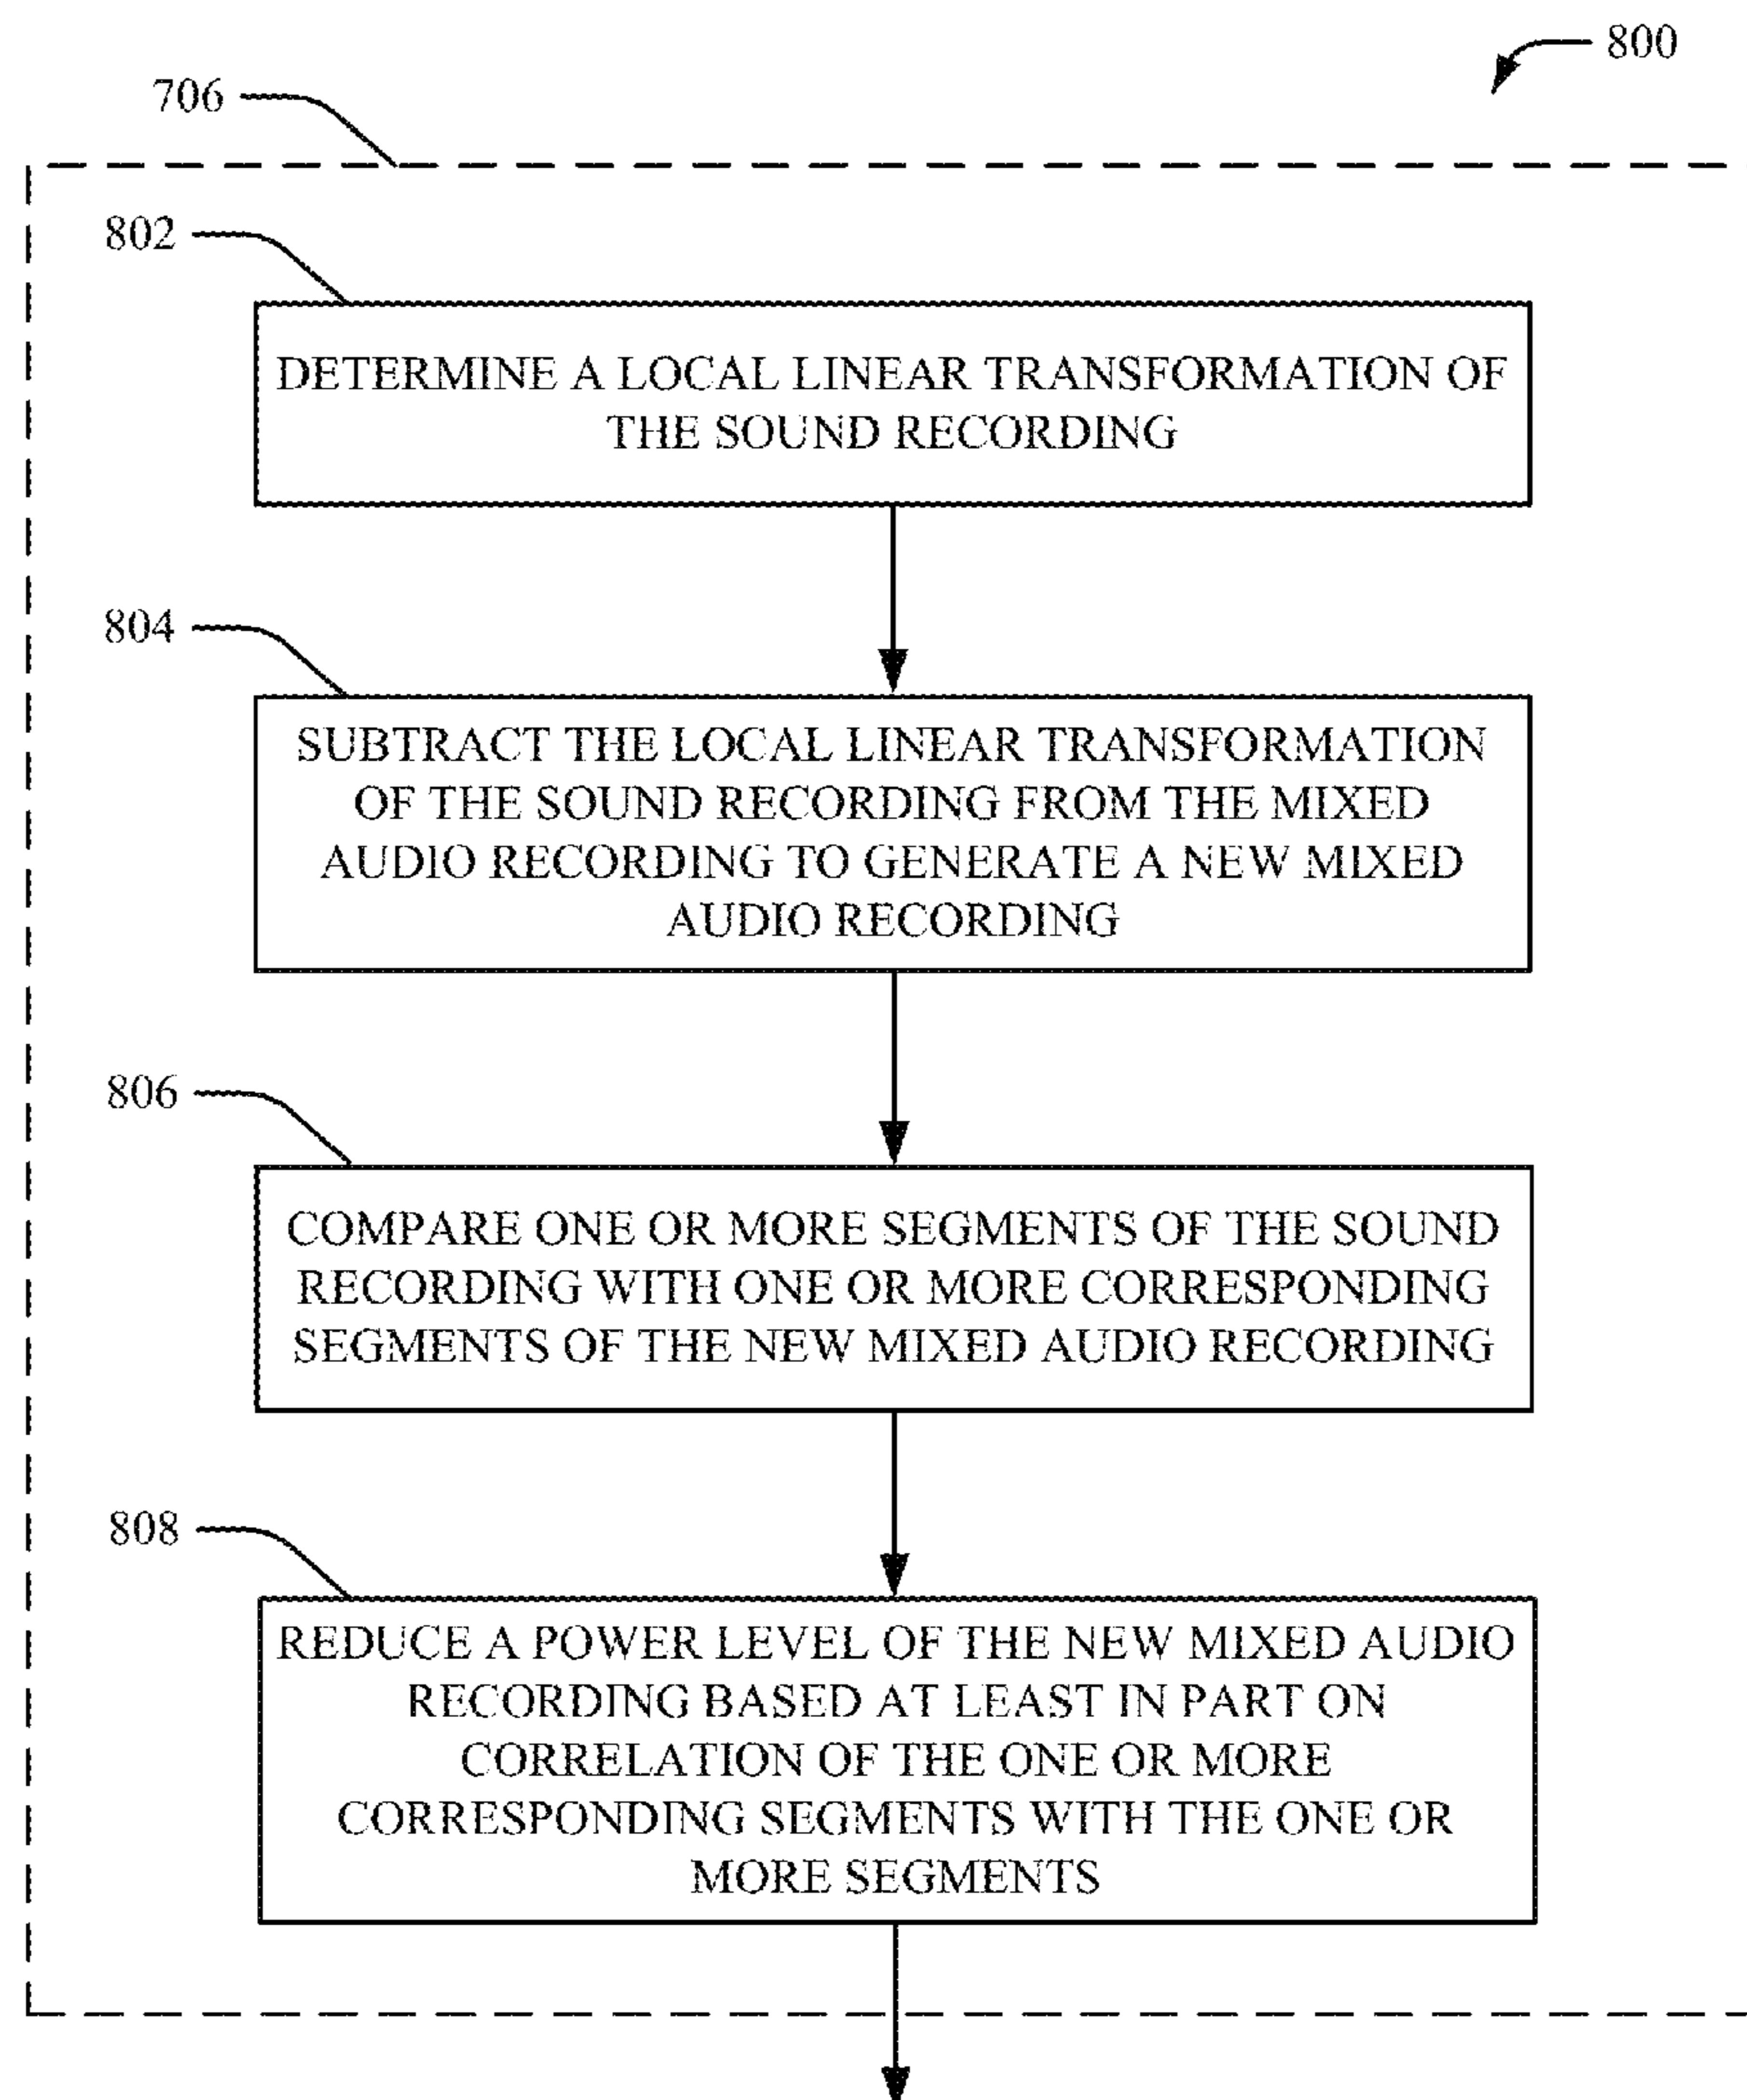 800
706
802
DETERMINE A LOCAL LINEAR TRANSFORMATION OF
THE SOUND RECORDING
804
SUBTRACT THE LOCAL LINEAR TRANSFORMATION
OF THE SOUND RECORDING FROM THE MIXED
AUDIO RECORDING TO GENERATE A NEW MIXED
AUDIO RECORDING
806
COMPARE ONE OR MORE SEGMENTS OF THE SOUND
RECORDING WITH ONE OR MORE CORRESPONDING
SEGMENTS OF THE NEW MIXED AUDIO RECORDING
808
REDUCE A POWER LEVEL OF THE NEW MIXED AUDIO
RECORDING BASED AT LEAST IN PART ON
CORRELATION OF THE ONE OR MORE
CORRESPONDING SEGMENTS WITH THE ONE OR
MORE SEGMENTS